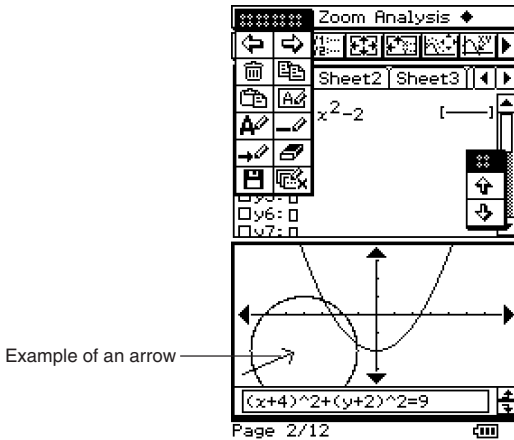 Zoom Analysis ◆
Sheet2 Sheet3
x²-2 [—]
y6:
y7:
Example of an arrow
(x+4)^2+(y+2)^2=9
Page 2/12